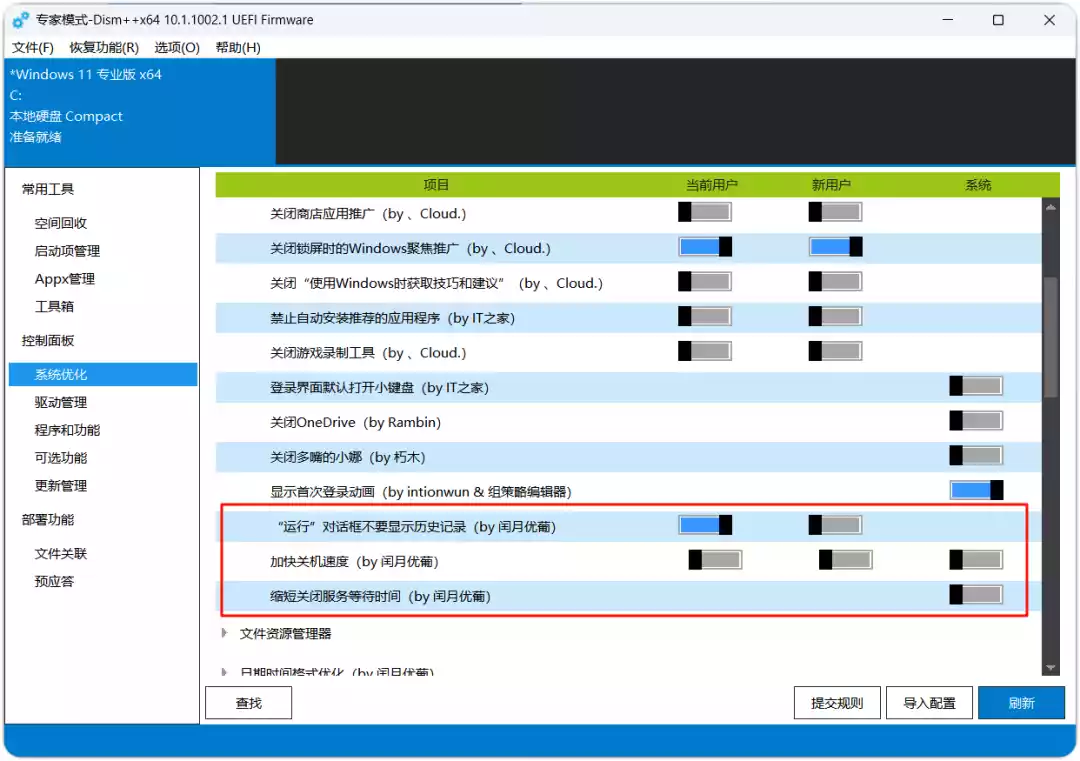 专家模式-Dism++x64 10.1.1002.1 UEFI Firmware
文件(F) 恢复功能(R) 选项(O) 帮助(H)
*Windows 11 专业版 x64
C:
本地硬盘 Compact
准备就绪
常用工具
空间回收
启动项管理
Appx管理
工具箱
控制面板
系统优化
驱动管理
程序和功能
可选功能
更新管理
部署功能
文件关联
预应答
项目 当前用户 新用户 系统
关闭商店应用推广（by 、Cloud.）
关闭锁屏时的Windows聚焦推广（by 、Cloud.）
关闭“使用Windows时获取技巧和建议”（by 、Cloud.）
禁止自动安装推荐的应用程序（by IT之家）
关闭游戏录制工具（by 、Cloud.）
登录界面默认打开小键盘（by IT之家）
关闭OneDrive（by Rambin）
关闭多嘴的小娜（by 朽木）
显示首次登录动画（by intionwun & 组策略编辑器）
“运行”对话框不要显示历史记录（by 闰月优葡）
加快关机速度（by 闰月优葡）
缩短关闭服务等待时间（by 闰月优葡）
文件资源管理器
日期时间格式优化（by 闰月优葡）
查找 提交规则 导入配置 刷新